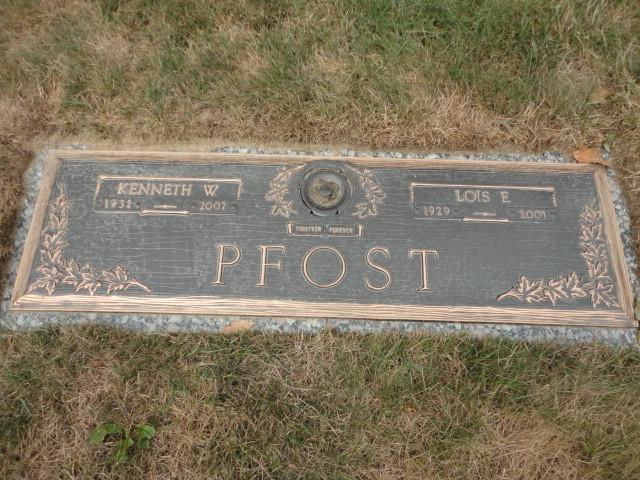 KENNETH W.
1932 2007
LOIS E.
1929 2001
TOGETHER FOREVER
PFOST